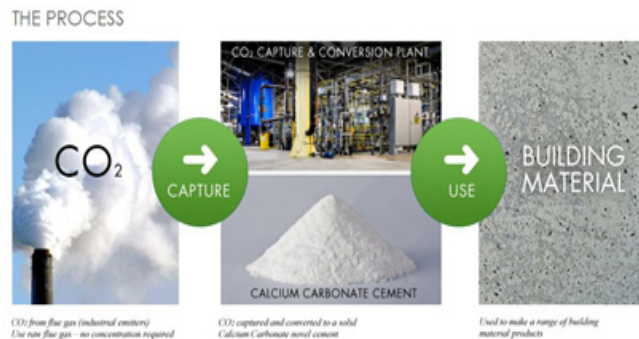 THE PROCESS
CO₂
CAPTURE
CO₂ CAPTURE & CONVERSION PLANT
CALCIUM CARBONATE CEMENT
USE
BUILDING
MATERIAL
CO₂ from flue gas (industrial emitters)
Use raw flue gas – no concentration required
CO₂ captured and converted to a solid
Calcium Carbonate novel cement
Used to make a range of building
material products